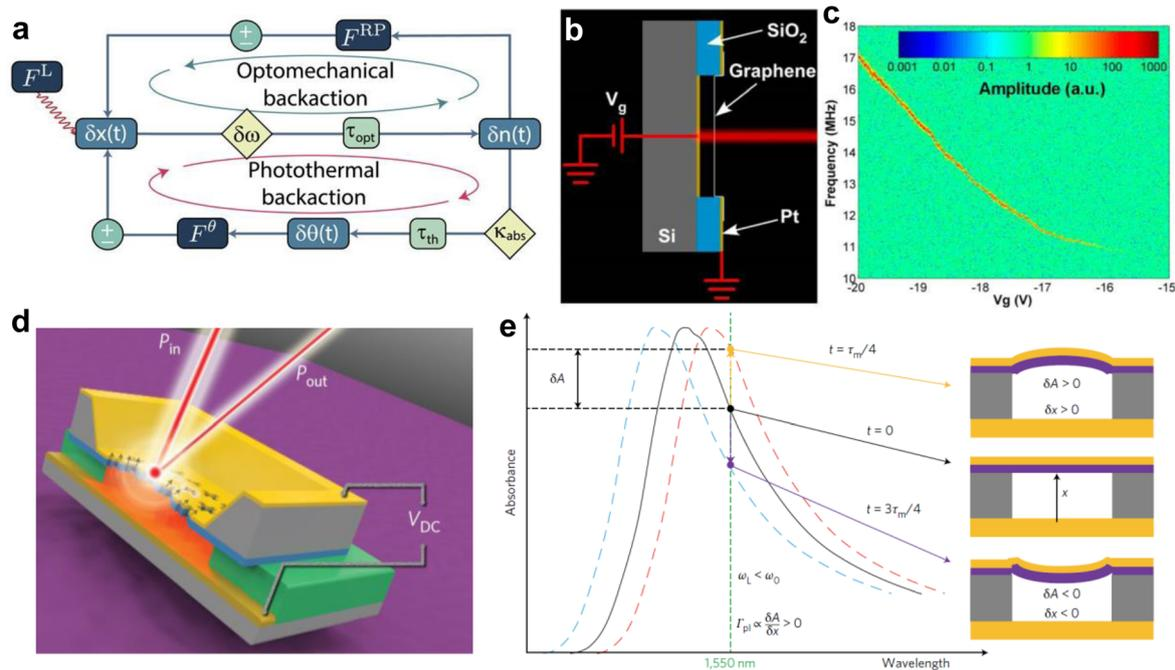 a
F^RP
±
F^L
Optomechanical
backaction
δx(t)
δω
τ_opt
δn(t)
Photothermal
backaction
±
F^θ
δθ(t)
τ_th
κ_abs
b
SiO₂
Graphene
V_g
Si
Pt
c
18
17
16
15
14
13
12
11
10
Frequency (MHz)
0.001 0.01 0.1 1 10 100 1000
Amplitude (a.u.)
-20 -19 -18 -17 -16 -15
Vg (V)
d
P_in
P_out
V_DC
e
Absorbance
δA
t = τ_m/4
t = 0
t = 3τ_m/4
ω_L < ω_0
Γ_pl ∝ δA/δx > 0
1,550 nm
Wavelength
δA > 0
δx > 0
x
δA < 0
δx < 0